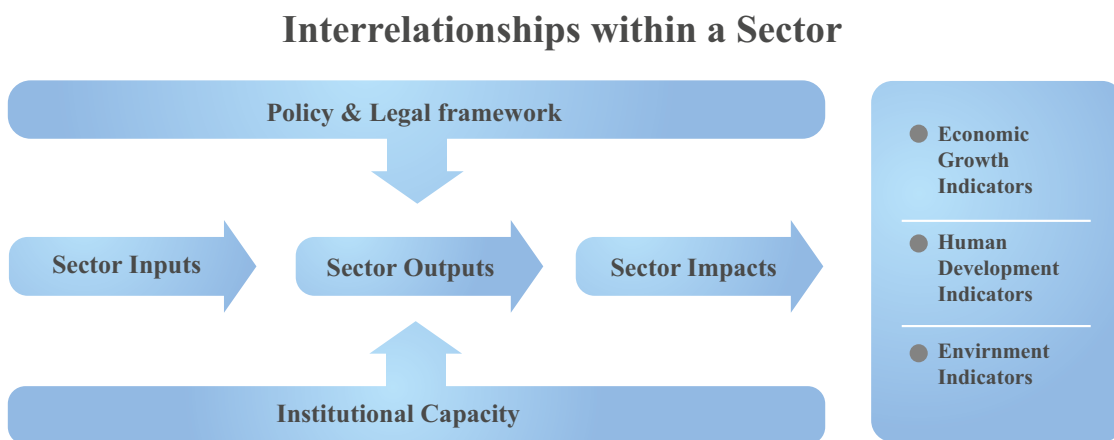 Interrelationships within a Sector
Policy & Legal framework
Sector Inputs
Sector Outputs
Sector Impacts
Institutional Capacity
Economic
Growth
Indicators
Human
Development
Indicators
Envirnment
Indicators